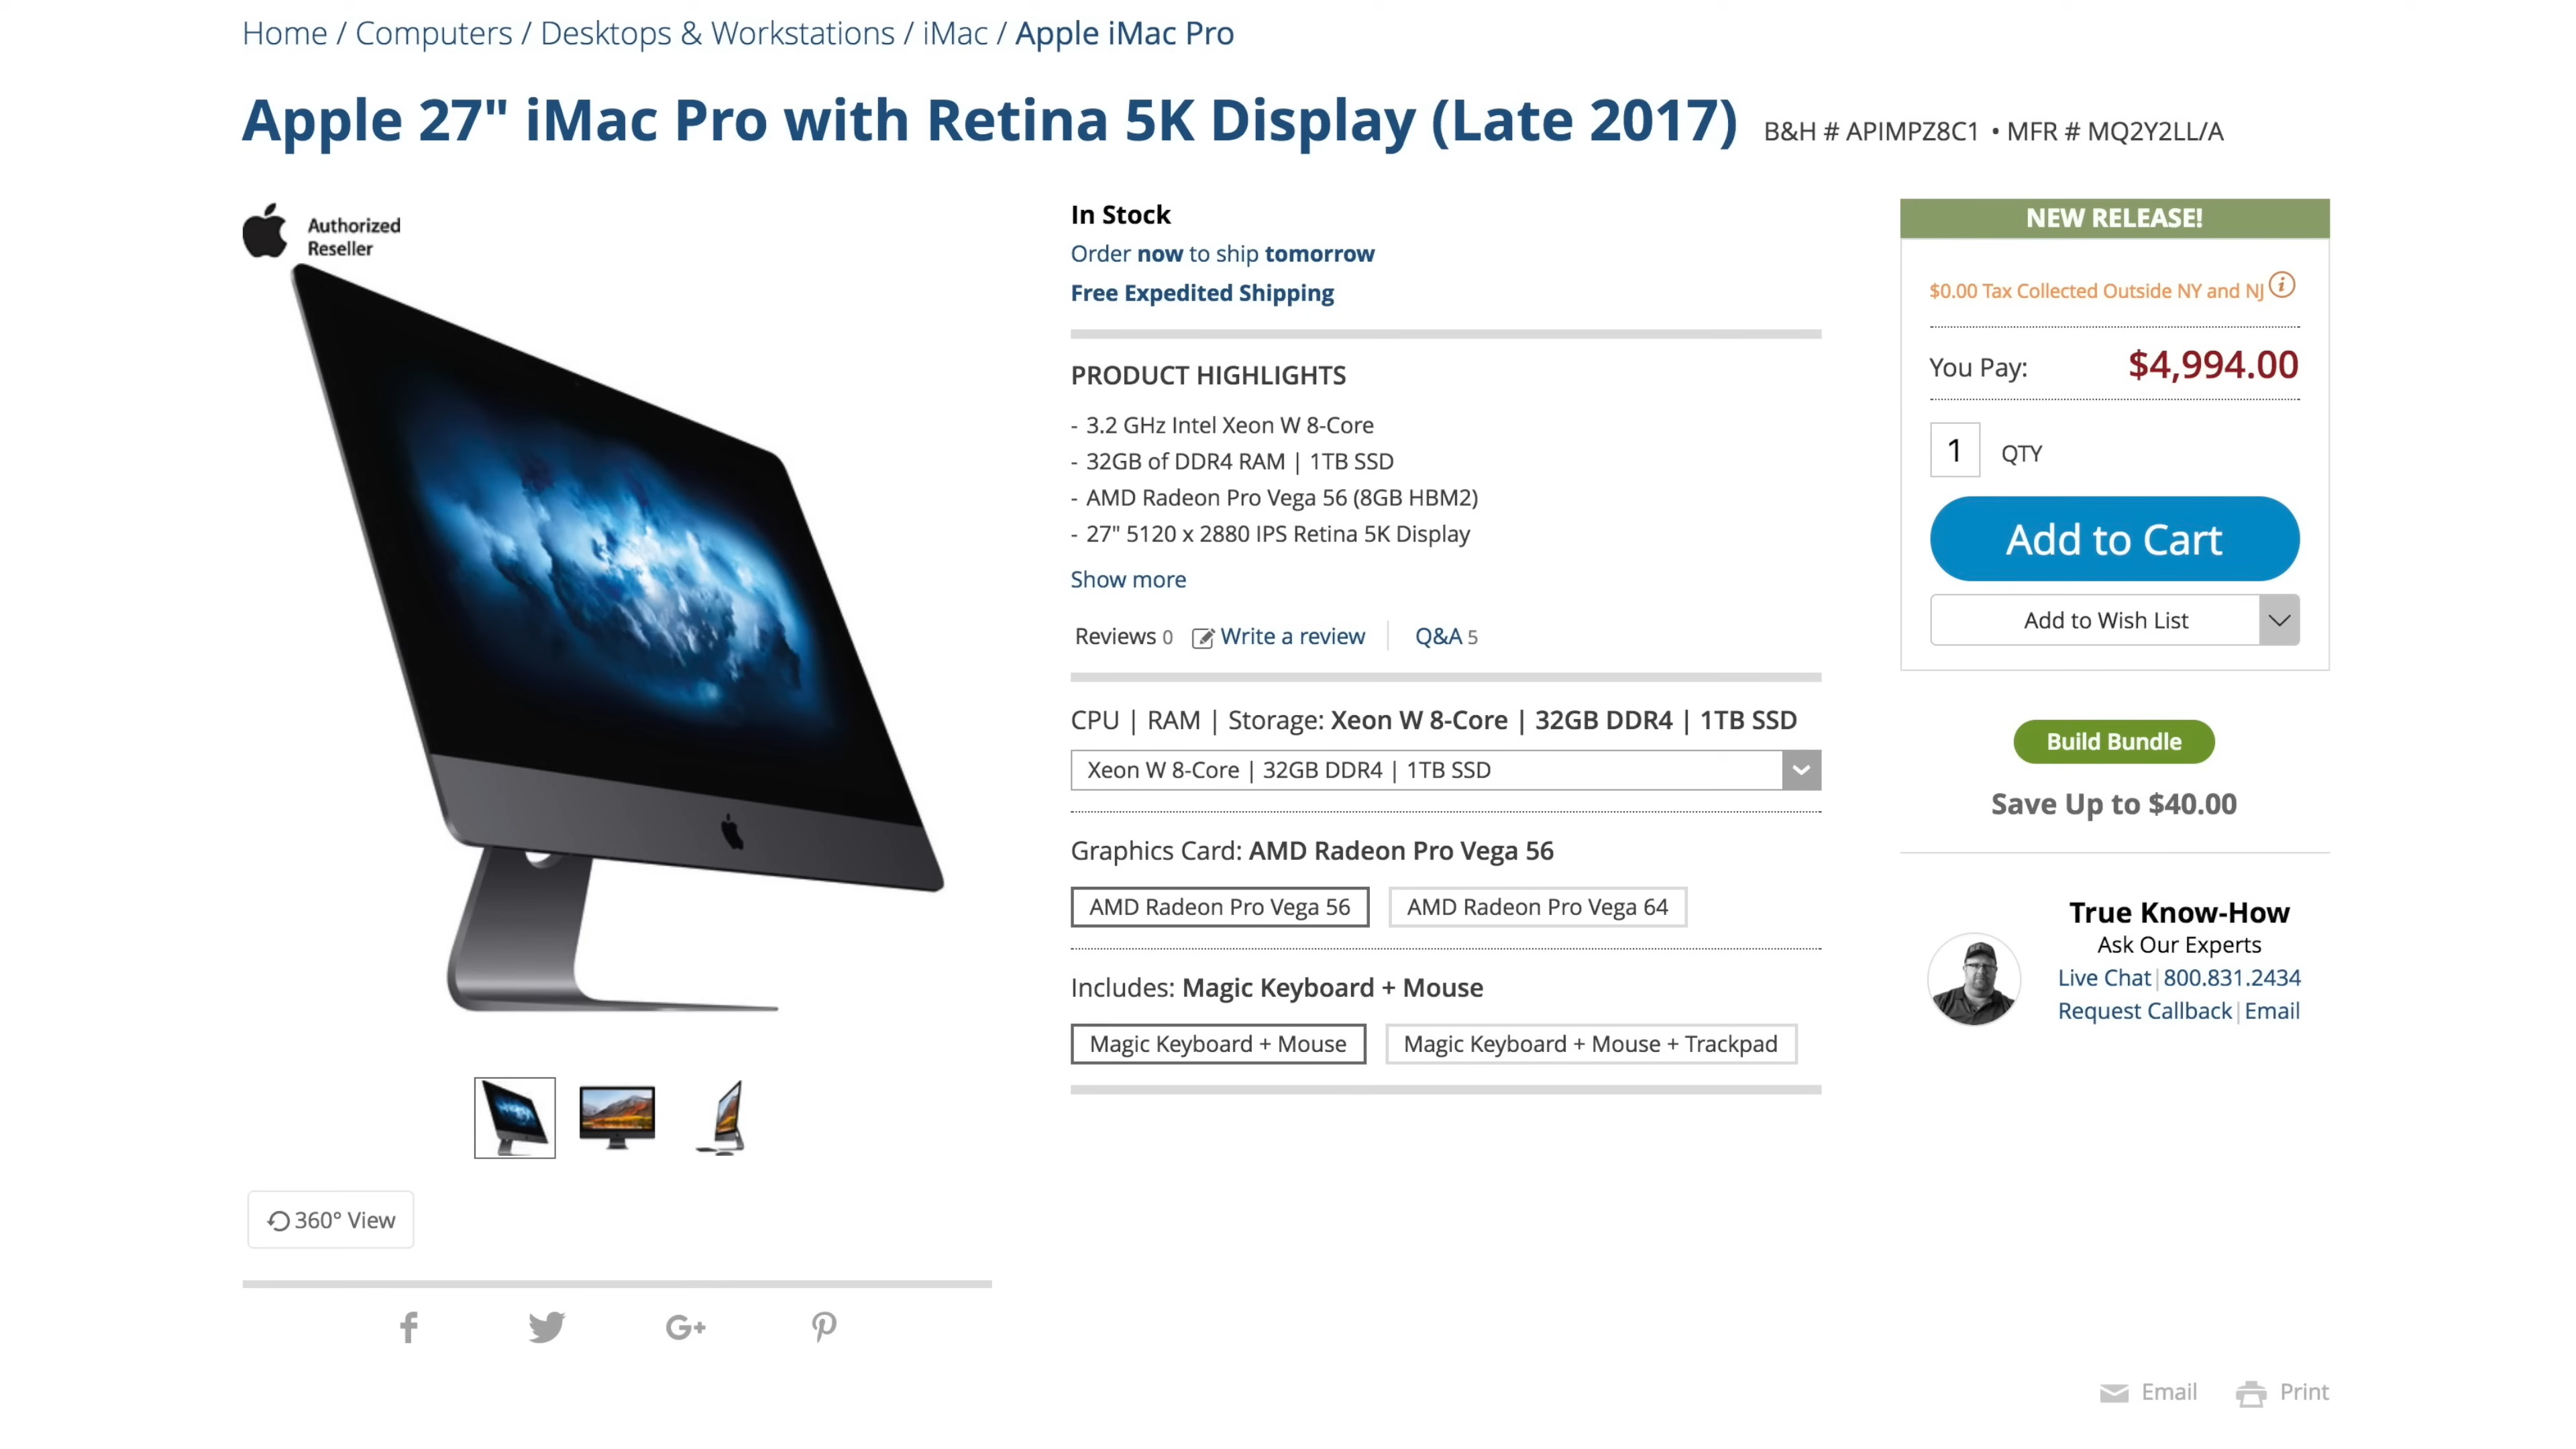 Home / Computers / Desktops & Workstations / iMac / Apple iMac Pro
Apple 27" iMac Pro with Retina 5K Display (Late 2017) B&H # APIMPZ8C1 • MFR # MQ2Y2LL/A
Authorized
Reseller
In Stock
Order now to ship tomorrow
Free Expedited Shipping
PRODUCT HIGHLIGHTS
- 3.2 GHz Intel Xeon W 8-Core
- 32GB of DDR4 RAM | 1TB SSD
- AMD Radeon Pro Vega 56 (8GB HBM2)
- 27" 5120 x 2880 IPS Retina 5K Display
Show more
Reviews 0 Write a review Q&A 5
CPU | RAM | Storage: Xeon W 8-Core | 32GB DDR4 | 1TB SSD
Xeon W 8-Core | 32GB DDR4 | 1TB SSD
Graphics Card: AMD Radeon Pro Vega 56
AMD Radeon Pro Vega 56 AMD Radeon Pro Vega 64
Includes: Magic Keyboard + Mouse
Magic Keyboard + Mouse Magic Keyboard + Mouse + Trackpad
NEW RELEASE!
$0.00 Tax Collected Outside NY and NJ i
You Pay: $4,994.00
1 QTY
Add to Cart
Add to Wish List
Build Bundle
Save Up to $40.00
True Know-How
Ask Our Experts
Live Chat | 800.831.2434
Request Callback | Email
360° View
f G+
Email Print